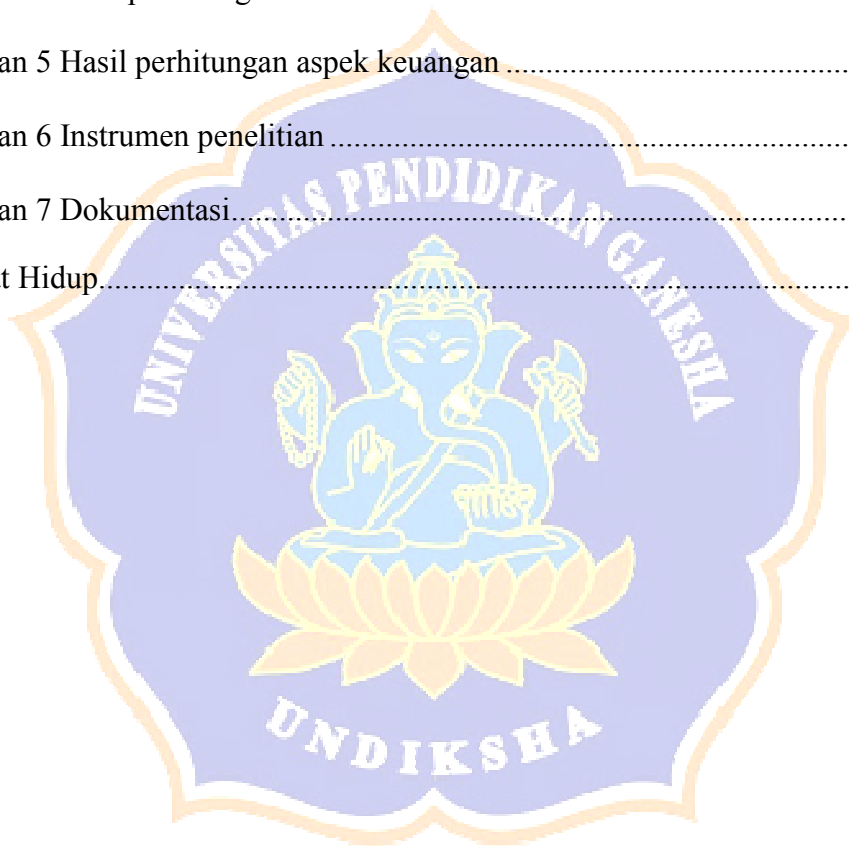 an 5 Hasil perhitungan aspek keuangan ........................................
an 6 Instrumen penelitian ........................................
an 7 Dokumentasi........................................
t Hidup........................................
UNIVERSITAS PENDIDIKAN GANESHA
UNDIKSHA